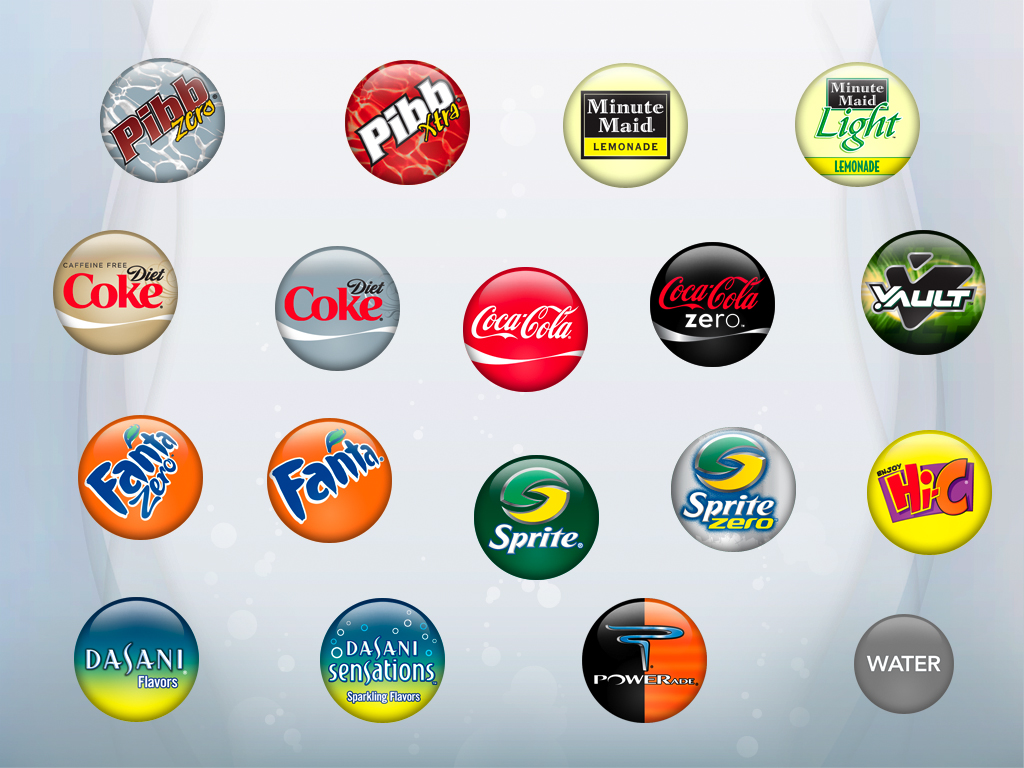 Pibb
Zero
Pibb
Xtra
Minute
Maid
LEMONADE
Minute
Maid
Light
LEMONADE
CAFFEINE FREE
Diet
Coke
Diet
Coke
Coca-Cola
Coca-Cola
zero™
VAULT
Fanta
Zero
Fanta
Sprite®
Sprite
zero
ENJOY
Hi-C
DASANI
Flavors
DASANI
sensations
Sparkling Flavors
POWERADE
WATER